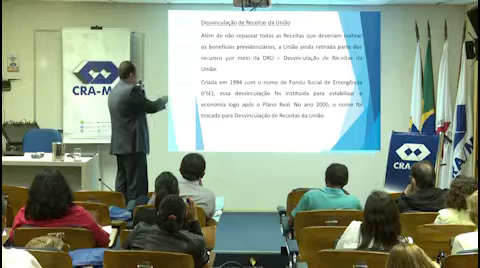 Desvinculação de Receitas da União
Além de não repassar todas as Receitas que deveriam custear
os benefícios previdenciários, a União ainda retirada parte dos
recursos por meio da DRU – Desvinculação de Receitas da
União.
Criada em 1994 com o nome de Fundo Social de Emergência
(FSE), essa desvinculação foi instituída para estabilizar a
economia logo após o Plano Real. No ano 2000, o nome foi
trocado para Desvinculação de Receitas da União
CRA-M
CRA-